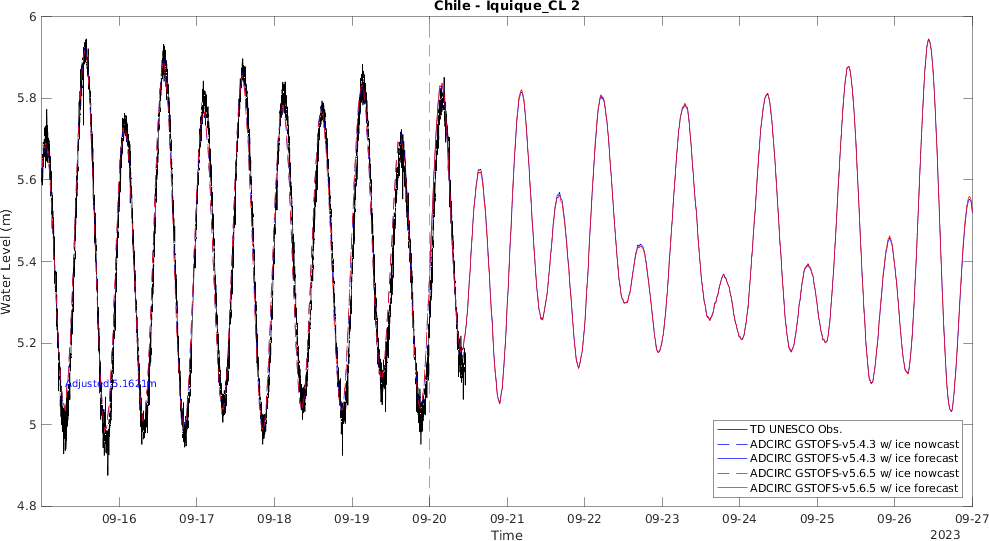 Chile - Iquique_CL 2
6
5.8
5.6
5.4
5.2
5
4.8
Water Level (m)
Adjusted 5.1621m
TD UNESCO Obs.
ADCIRC GSTOFS-v5.4.3 w/ ice nowcast
ADCIRC GSTOFS-v5.4.3 w/ ice forecast
ADCIRC GSTOFS-v5.6.5 w/ ice nowcast
ADCIRC GSTOFS-v5.6.5 w/ ice forecast
09-16 09-17 09-18 09-19 09-20 09-21 09-22 09-23 09-24 09-25 09-26 09-27
Time
2023